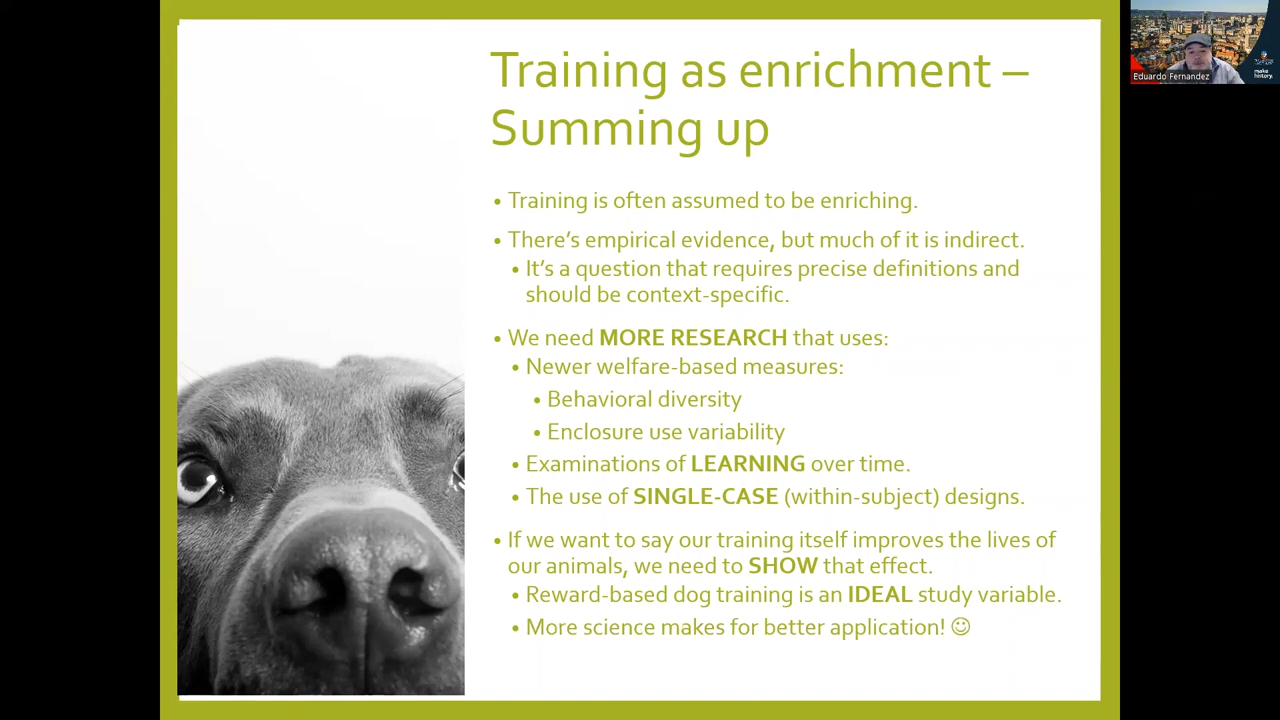 Training as enrichment –
Summing up
• Training is often assumed to be enriching.
• There's empirical evidence, but much of it is indirect.
• It's a question that requires precise definitions and
should be context-specific.
• We need MORE RESEARCH that uses:
• Newer welfare-based measures:
• Behavioral diversity
• Enclosure use variability
• Examinations of LEARNING over time.
• The use of SINGLE-CASE (within-subject) designs.
• If we want to say our training itself improves the lives of
our animals, we need to SHOW that effect.
• Reward-based dog training is an IDEAL study variable.
• More science makes for better application! ☺
Eduardo Fernandez
make
history.